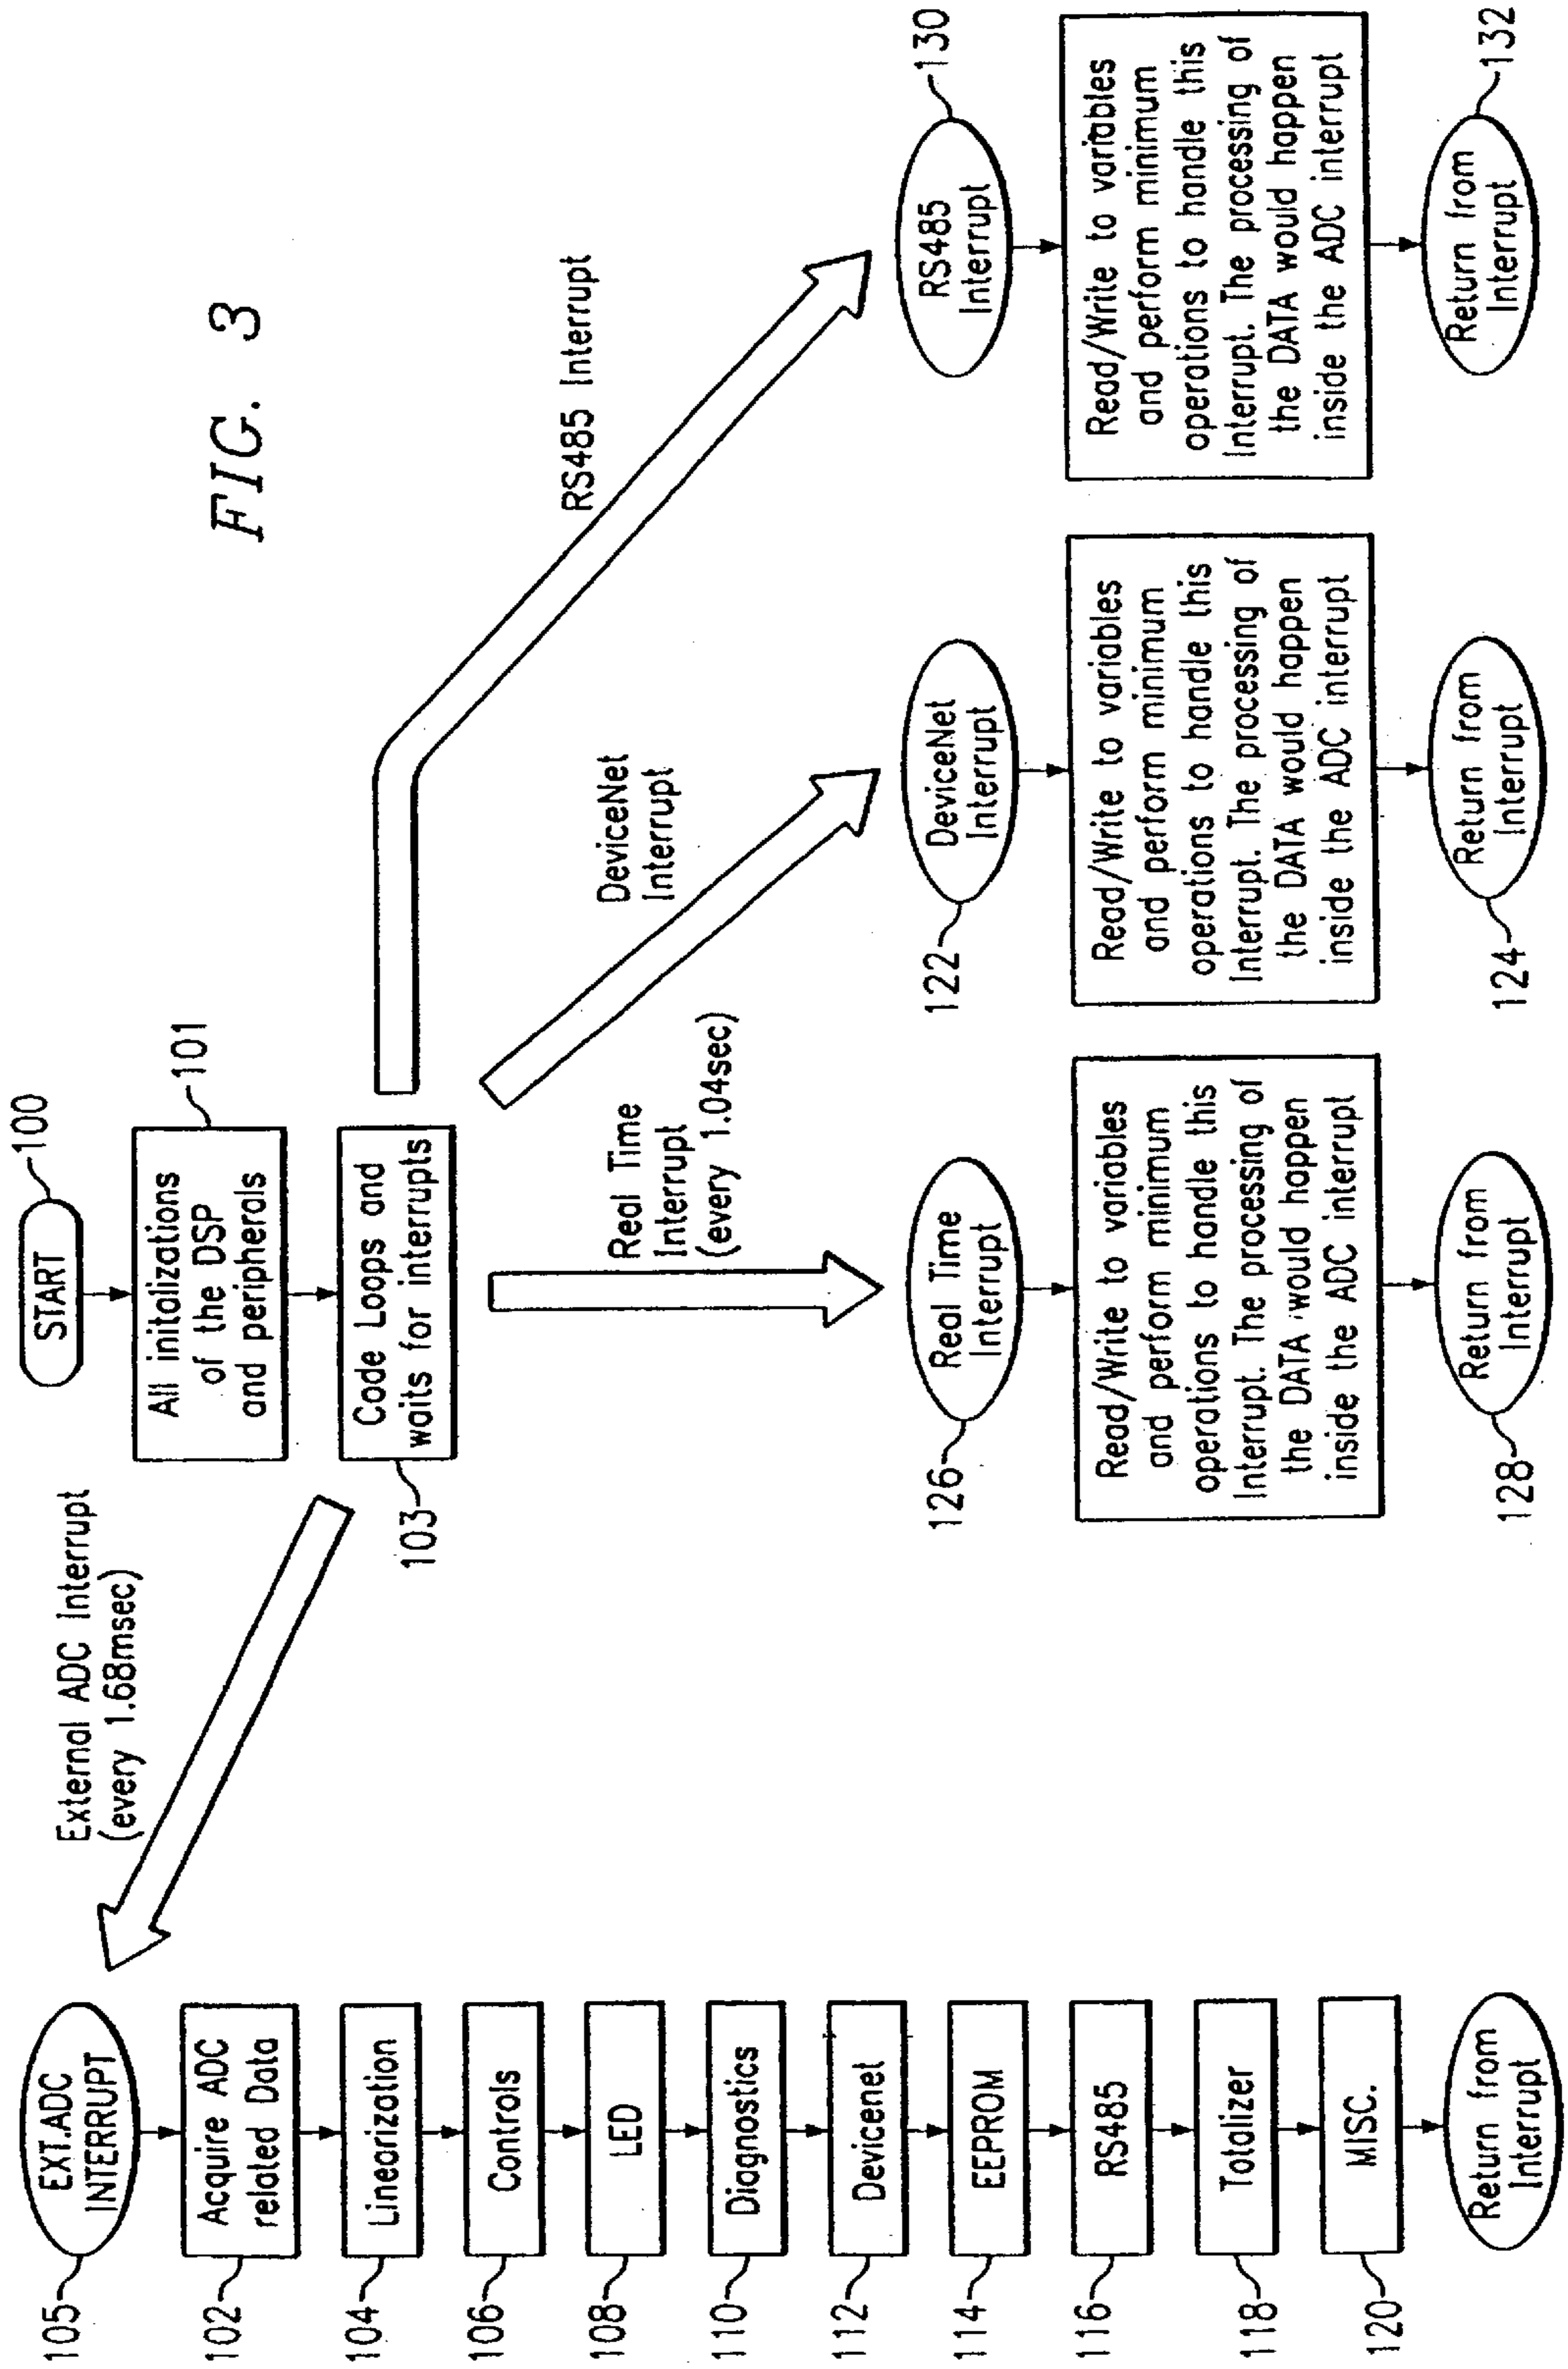 FIG. 3
START
100
All initalizations
of the DSP
and peripherals
101
Code Loops and
waits for interrupts
103
External ADC Interrupt
(every 1.68msec)
Real Time
Interrupt
(every 1.04sec)
DeviceNet
Interrupt
RS485 Interrupt
EXT.ADC
INTERRUPT
105
Acquire ADC
related Data
102
Linearization
104
Controls
106
LED
108
Diagnostics
110
Devicenet
112
EEPROM
114
RS485
116
Totalizer
118
MISC.
120
Return from
Interrupt
Real Time
Interrupt
126
Read/Write to variables
and perform minimum
operations to handle this
Interrupt. The processing of
the DATA would happen
inside the ADC interrupt
Return from
Interrupt
128
DeviceNet
Interrupt
122
Read/Write to variables
and perform minimum
operations to handle this
Interrupt. The processing of
the DATA would happen
inside the ADC interrupt
Return from
Interrupt
124
RS485
Interrupt
130
Read/Write to variables
and perform minimum
operations to handle this
Interrupt. The processing of
the DATA would happen
inside the ADC interrupt
Return from
Interrupt
132